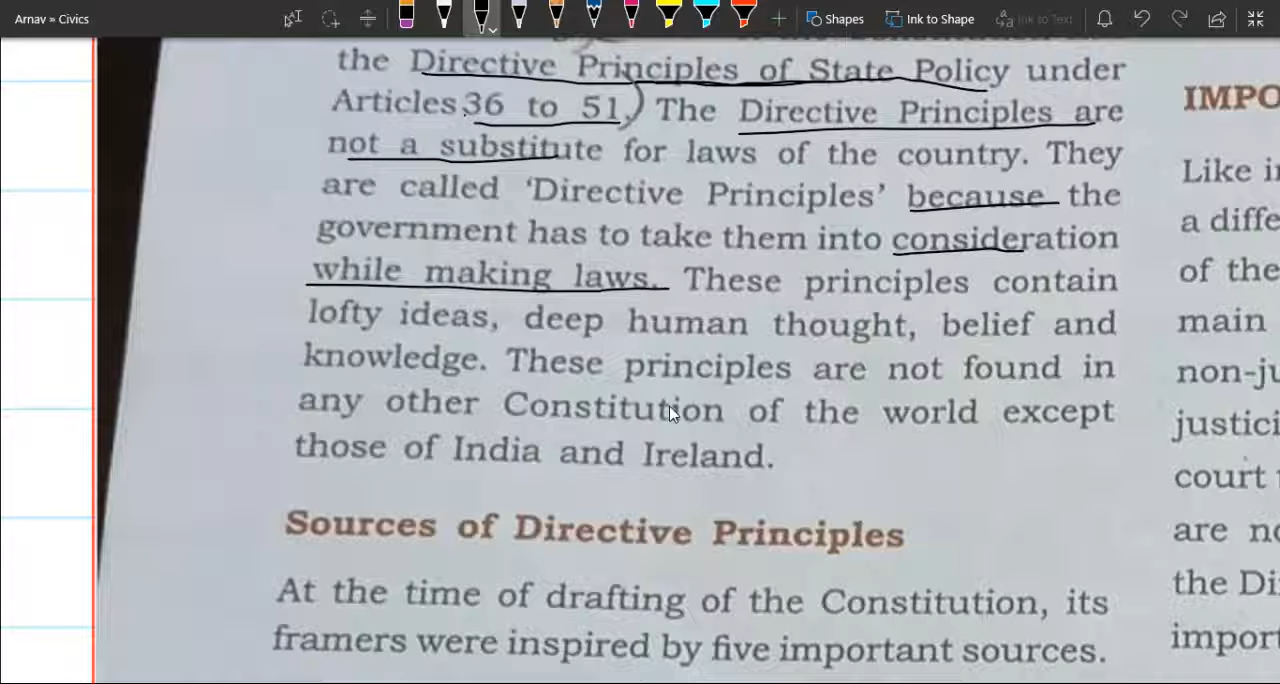 Arnav » Civics
Shapes
Ink to Shape
Ink to Text
the Directive Principles of State Policy under
Articles 36 to 51) The Directive Principles are
not a substitute for laws of the country. They
are called 'Directive Principles' because the
government has to take them into consideration
while making laws. These principles contain
lofty ideas, deep human thought, belief and
knowledge. These principles are not found in
any other Constitution of the world except
those of India and Ireland.
Sources of Directive Principles
At the time of drafting of the Constitution, its
framers were inspired by five important sources.
IMPO
Like i
a diffe
of the
main
non-ju
justici
court
are no
the Di
import